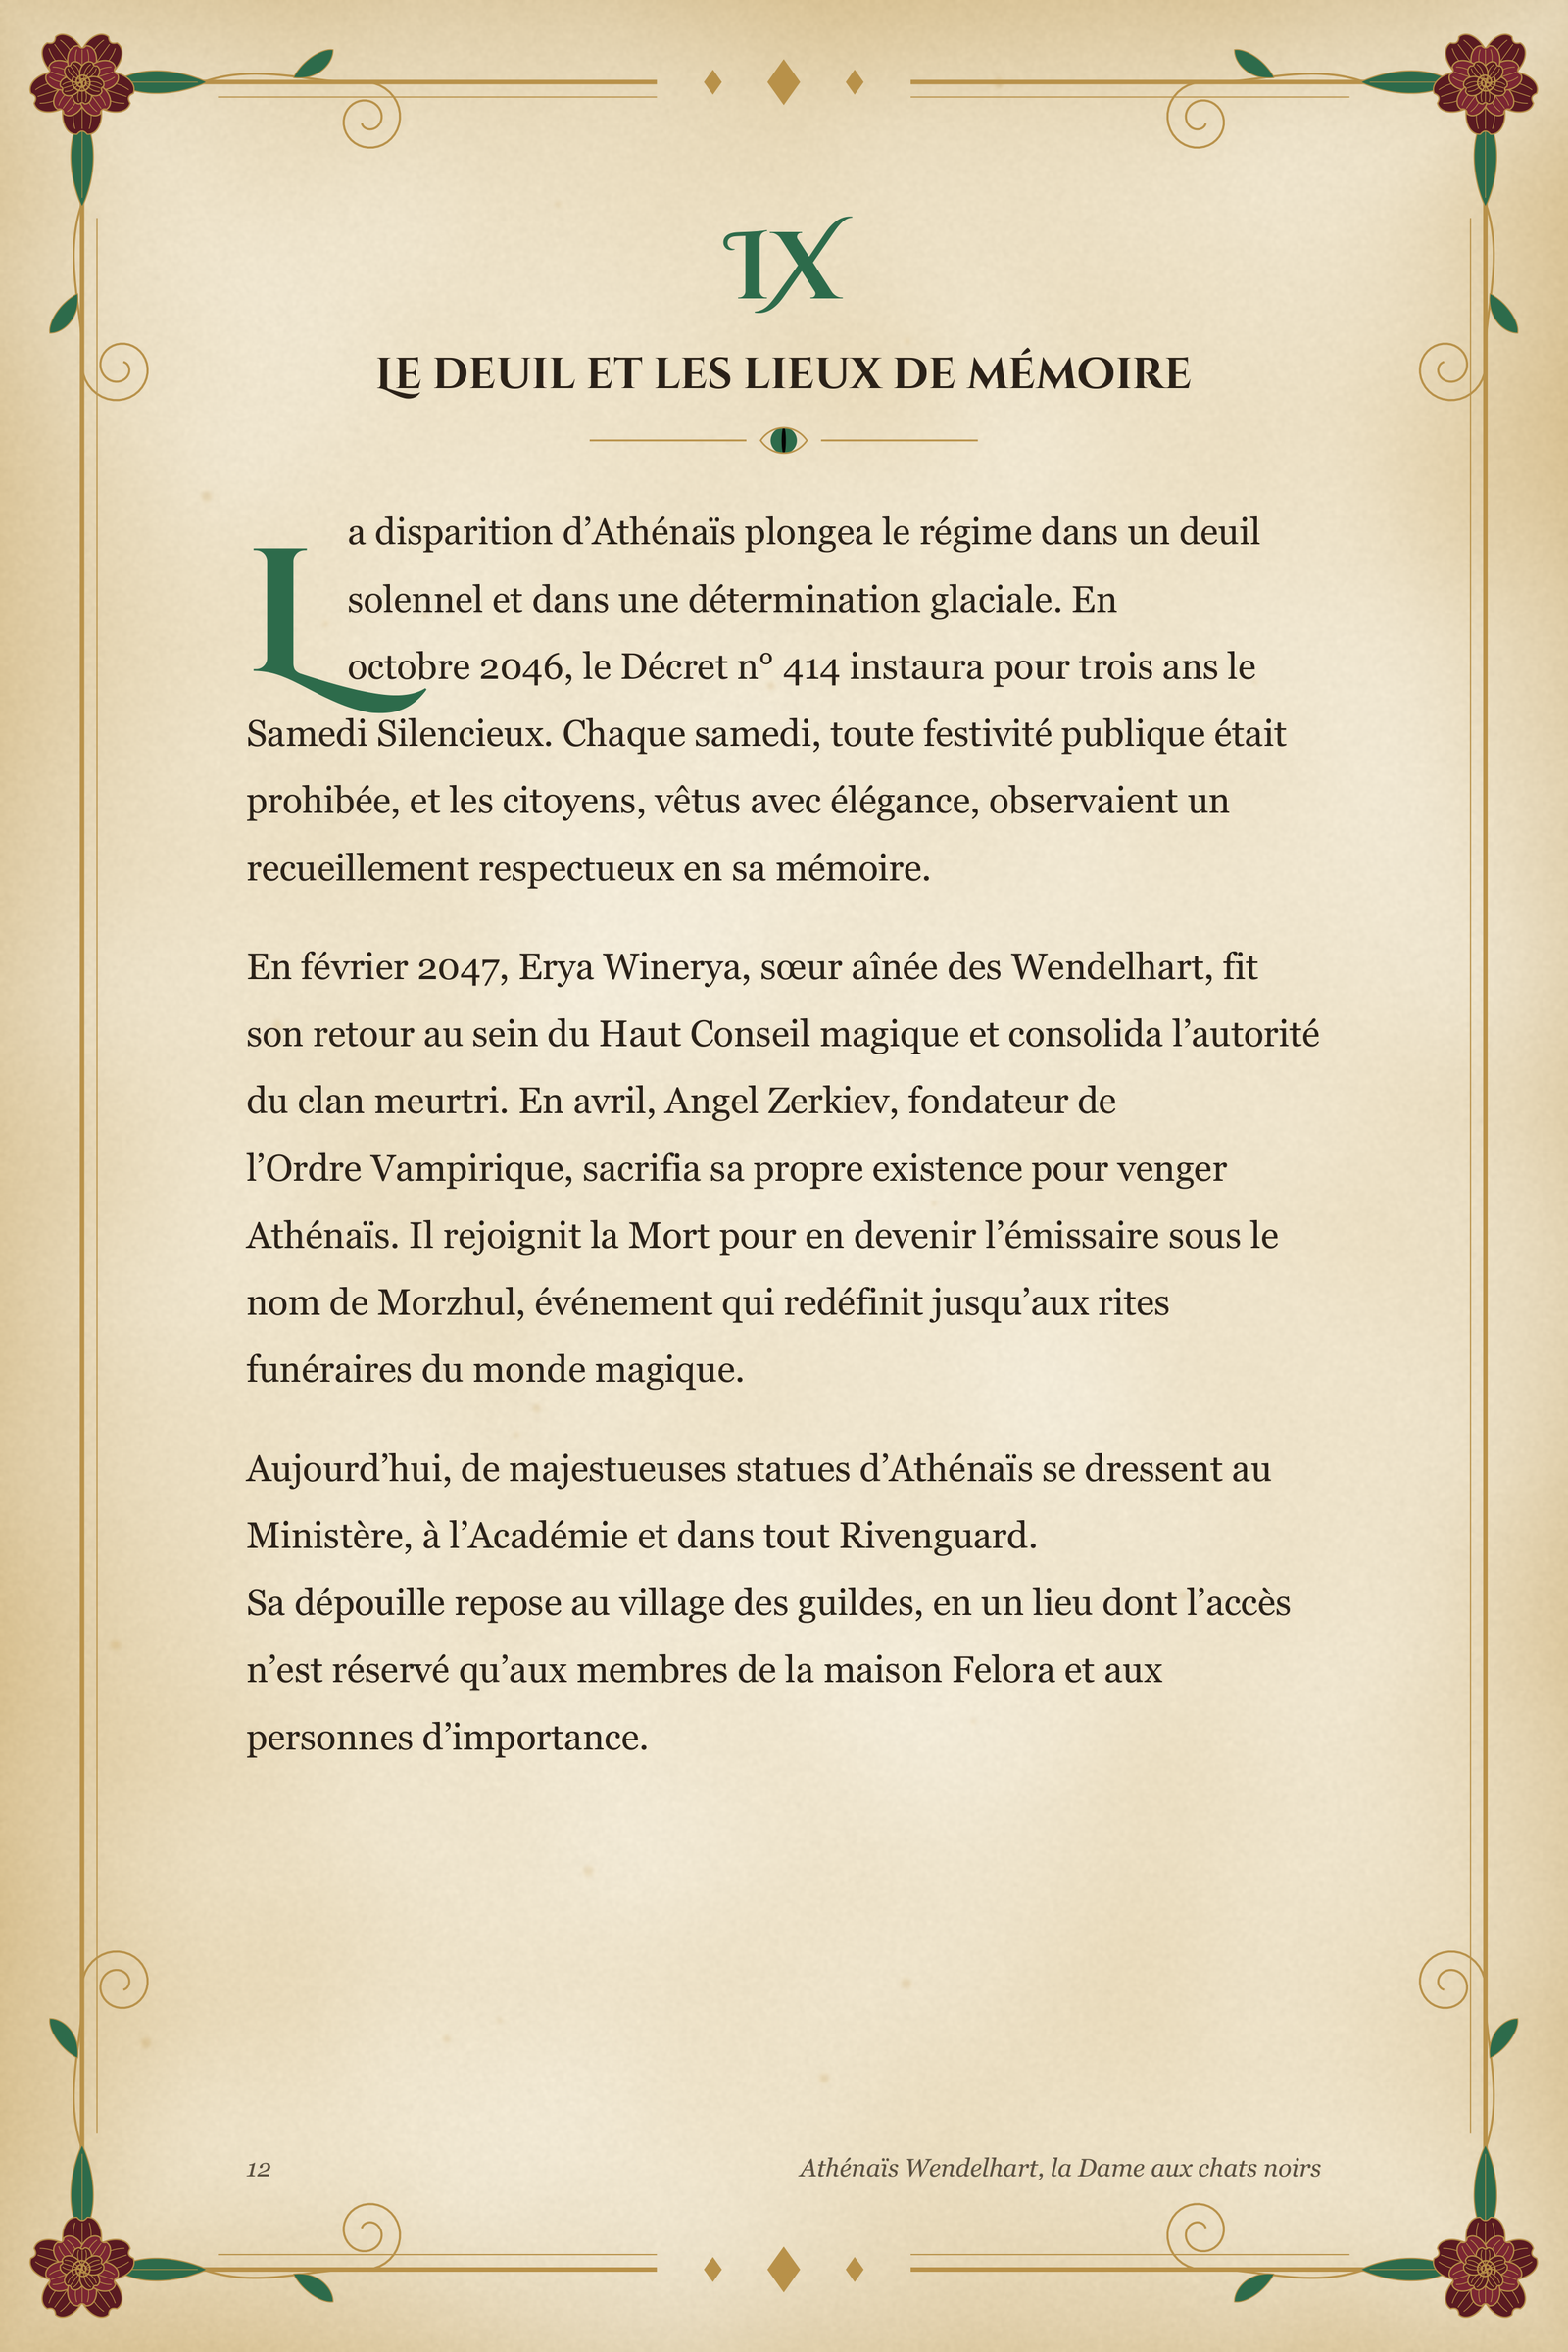 IX
LE DEUIL ET LES LIEUX DE MÉMOIRE
La disparition d’Athénaïs plongea le régime dans un deuil
solennel et dans une détermination glaciale. En
octobre 2046, le Décret n° 414 instaura pour trois ans le
Samedi Silencieux. Chaque samedi, toute festivité publique était
prohibée, et les citoyens, vêtus avec élégance, observaient un
recueillement respectueux en sa mémoire.
En février 2047, Erya Winerya, sœur aînée des Wendelhart, fit
son retour au sein du Haut Conseil magique et consolida l’autorité
du clan meurtri. En avril, Angel Zerkiev, fondateur de
l’Ordre Vampirique, sacrifia sa propre existence pour venger
Athénaïs. Il rejoignit la Mort pour en devenir l’émissaire sous le
nom de Morzhul, événement qui redéfinit jusqu’aux rites
funéraires du monde magique.
Aujourd’hui, de majestueuses statues d’Athénaïs se dressent au
Ministère, à l’Académie et dans tout Rivenguard.
Sa dépouille repose au village des guildes, en un lieu dont l’accès
n’est réservé qu’aux membres de la maison Felora et aux
personnes d’importance.
12
Athénaïs Wendelhart, la Dame aux chats noirs